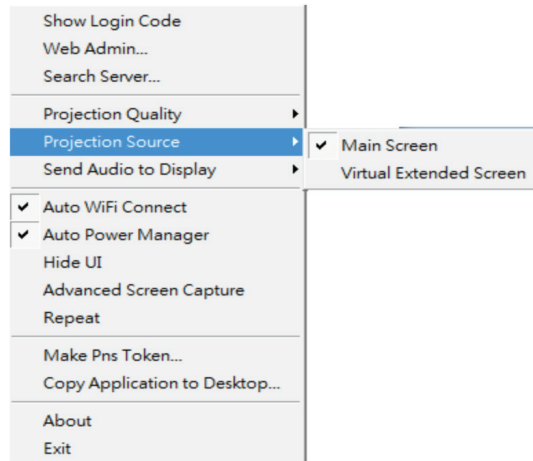 Show Login Code
Web Admin...
Search Server...
Projection Quality
Projection Source
Main Screen
Send Audio to Display
Virtual Extended Screen
Auto WiFi Connect
Auto Power Manager
Hide UI
Advanced Screen Capture
Repeat
Make Pns Token...
Copy Application to Desktop...
About
Exit